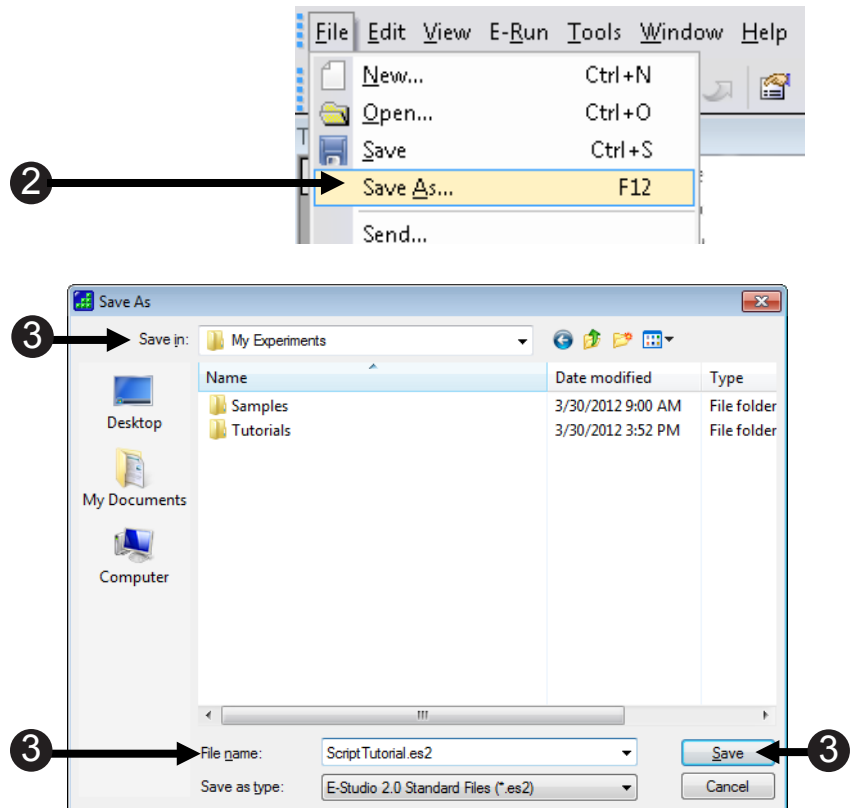 File Edit View E-Run Tools Window Help
New... Ctrl+N
Open... Ctrl+O
Save Ctrl+S
2 Save As... F12
Send...
Save As
3 Save in: My Experiments
Name Date modified Type
Samples 3/30/2012 9:00 AM File folder
Tutorials 3/30/2012 3:52 PM File folder
Desktop
My Documents
Computer
3 File name: ScriptTutorial.es2 Save 3
Save as type: E-Studio 2.0 Standard Files (*.es2) Cancel